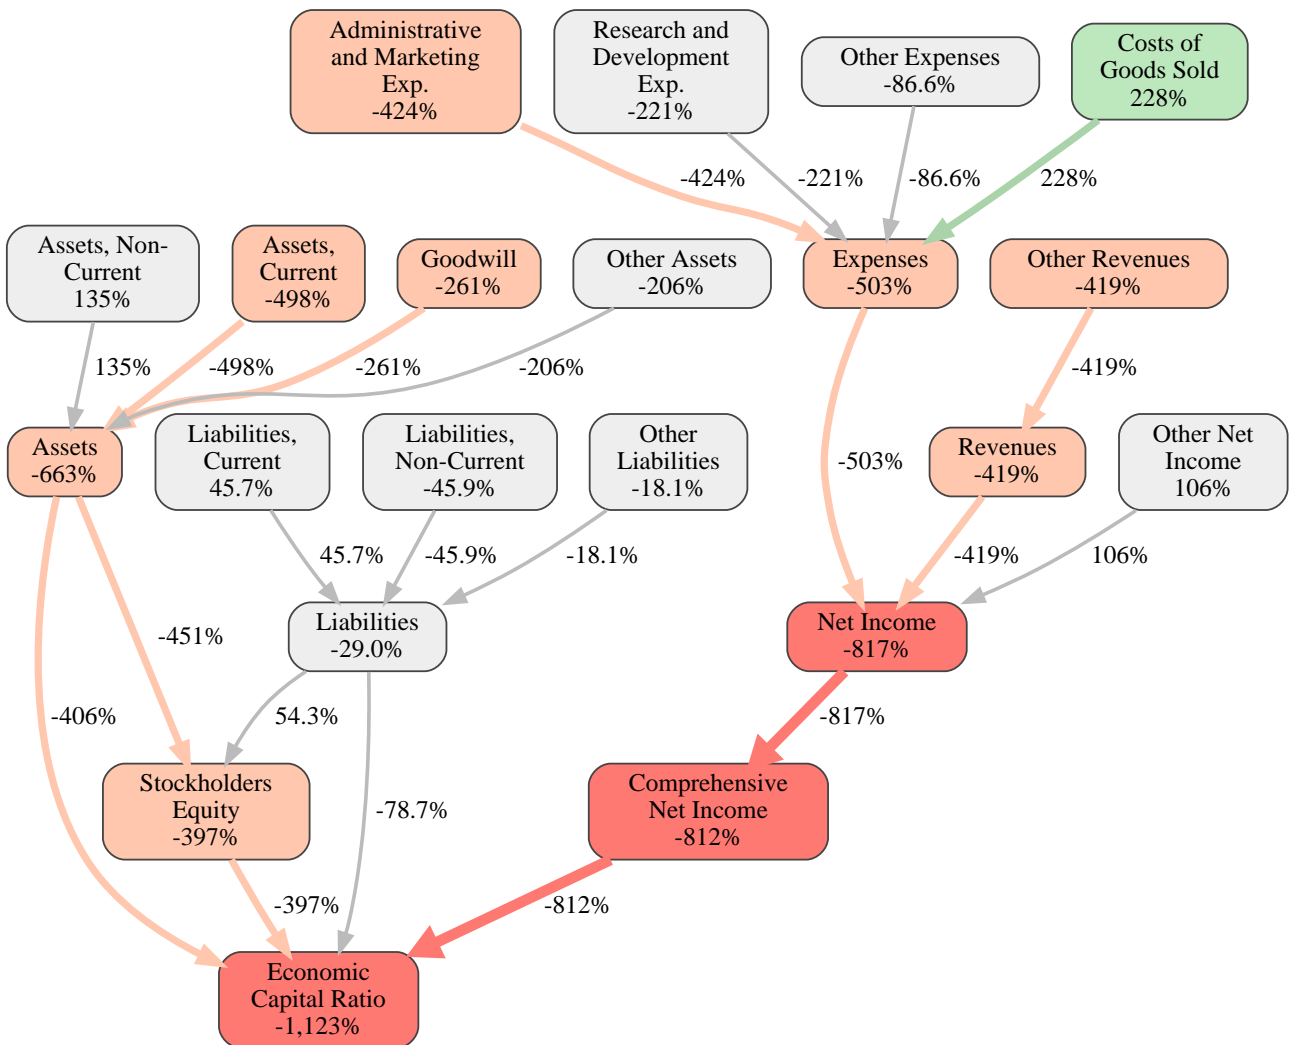 Administrative
and Marketing
Exp.
-424%
Research and
Development
Exp.
-221%
Other Expenses
-86.6%
Costs of
Goods Sold
228%
-424%
-221%
-86.6%
228%
Assets, Non-
Current
135%
Assets,
Current
-498%
Goodwill
-261%
Other Assets
-206%
Expenses
-503%
Other Revenues
-419%
135%
-498%
-261%
-206%
-419%
Assets
-663%
Liabilities,
Current
45.7%
Liabilities,
Non-Current
-45.9%
Other
Liabilities
-18.1%
-503%
Revenues
-419%
Other Net
Income
106%
45.7%
-45.9%
-18.1%
-419%
106%
-451%
Liabilities
-29.0%
Net Income
-817%
-406%
54.3%
-817%
Stockholders
Equity
-397%
-78.7%
Comprehensive
Net Income
-812%
-397%
-812%
Economic
Capital Ratio
-1,123%